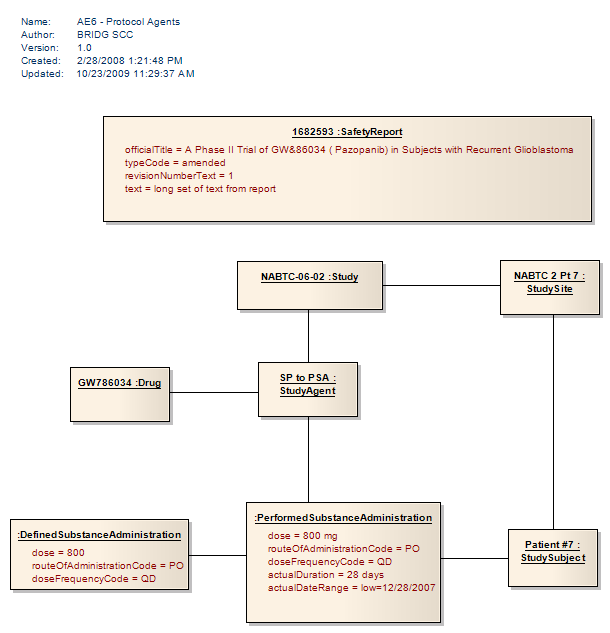 Name: AE6 - Protocol Agents
Author: BRIDG SCC
Version: 1.0
Created: 2/28/2008 1:21:48 PM
Updated: 10/23/2009 11:29:37 AM
1682593 :SafetyReport
officialTitle = A Phase II Trial of GW&86034 ( Pazopanib) in Subjects with Recurrent Glioblastoma
typeCode = amended
revisionNumberText = 1
text = long set of text from report
NABTC-06-02 :Study
NABTC 2 Pt 7 :
StudySite
GW786034 :Drug
SP to PSA :
StudyAgent
:DefinedSubstanceAdministration
dose = 800
routeOfAdministrationCode = PO
doseFrequencyCode = QD
:PerformedSubstanceAdministration
dose = 800 mg
routeOfAdministrationCode = PO
doseFrequencyCode = QD
actualDuration = 28 days
actualDateRange = low=12/28/2007
Patient #7 :
StudySubject